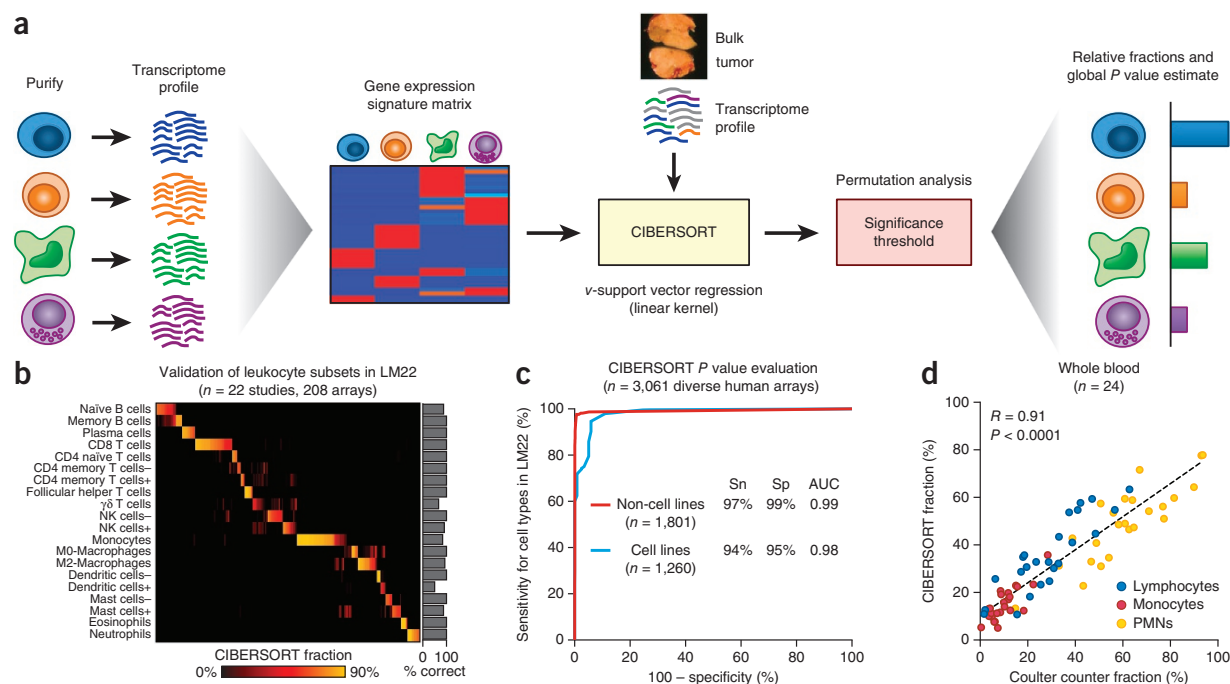 a
Purify
Transcriptome
profile
Gene expression
signature matrix
Bulk
tumor
Transcriptome
profile
CIBERSORT
ν-support vector regression
(linear kernel)
Permutation analysis
Significance
threshold
Relative fractions and
global P value estimate
b
Validation of leukocyte subsets in LM22
(n = 22 studies, 208 arrays)
Naïve B cells
Memory B cells
Plasma cells
CD8 T cells
CD4 naïve T cells
CD4 memory T cells–
CD4 memory T cells+
Follicular helper T cells
γδ T cells
NK cells–
NK cells+
Monocytes
M0-Macrophages
M2-Macrophages
Dendritic cells–
Dendritic cells+
Mast cells–
Mast cells+
Eosinophils
Neutrophils
0 100
% correct
CIBERSORT fraction
0% 90%
c
CIBERSORT P value evaluation
(n = 3,061 diverse human arrays)
Sensitivity for cell types in LM22 (%)
100
80
60
40
20
0
0 20 40 60 80 100
100 – specificity (%)
Sn Sp AUC
Non-cell lines 97% 99% 0.99
(n = 1,801)
Cell lines 94% 95% 0.98
(n = 1,260)
d
Whole blood
(n = 24)
R = 0.91
P < 0.0001
CIBERSORT fraction (%)
100
80
60
40
20
0
0 20 40 60 80 100
Coulter counter fraction (%)
Lymphocytes
Monocytes
PMNs